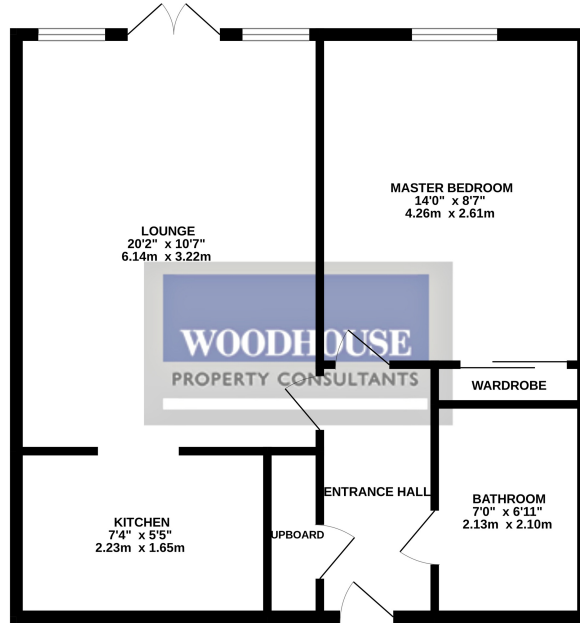 MASTER BEDROOM
14'0" x 8'7"
4.26m x 2.61m
LOUNGE
20'2" x 10'7"
6.14m x 3.22m
WOODHOUSE
PROPERTY CONSULTANTS
WARDROBE
ENTRANCE HALL
BATHROOM
7'0" x 6'11"
2.13m x 2.10m
KITCHEN
7'4" x 5'5"
2.23m x 1.65m
UPBOARD